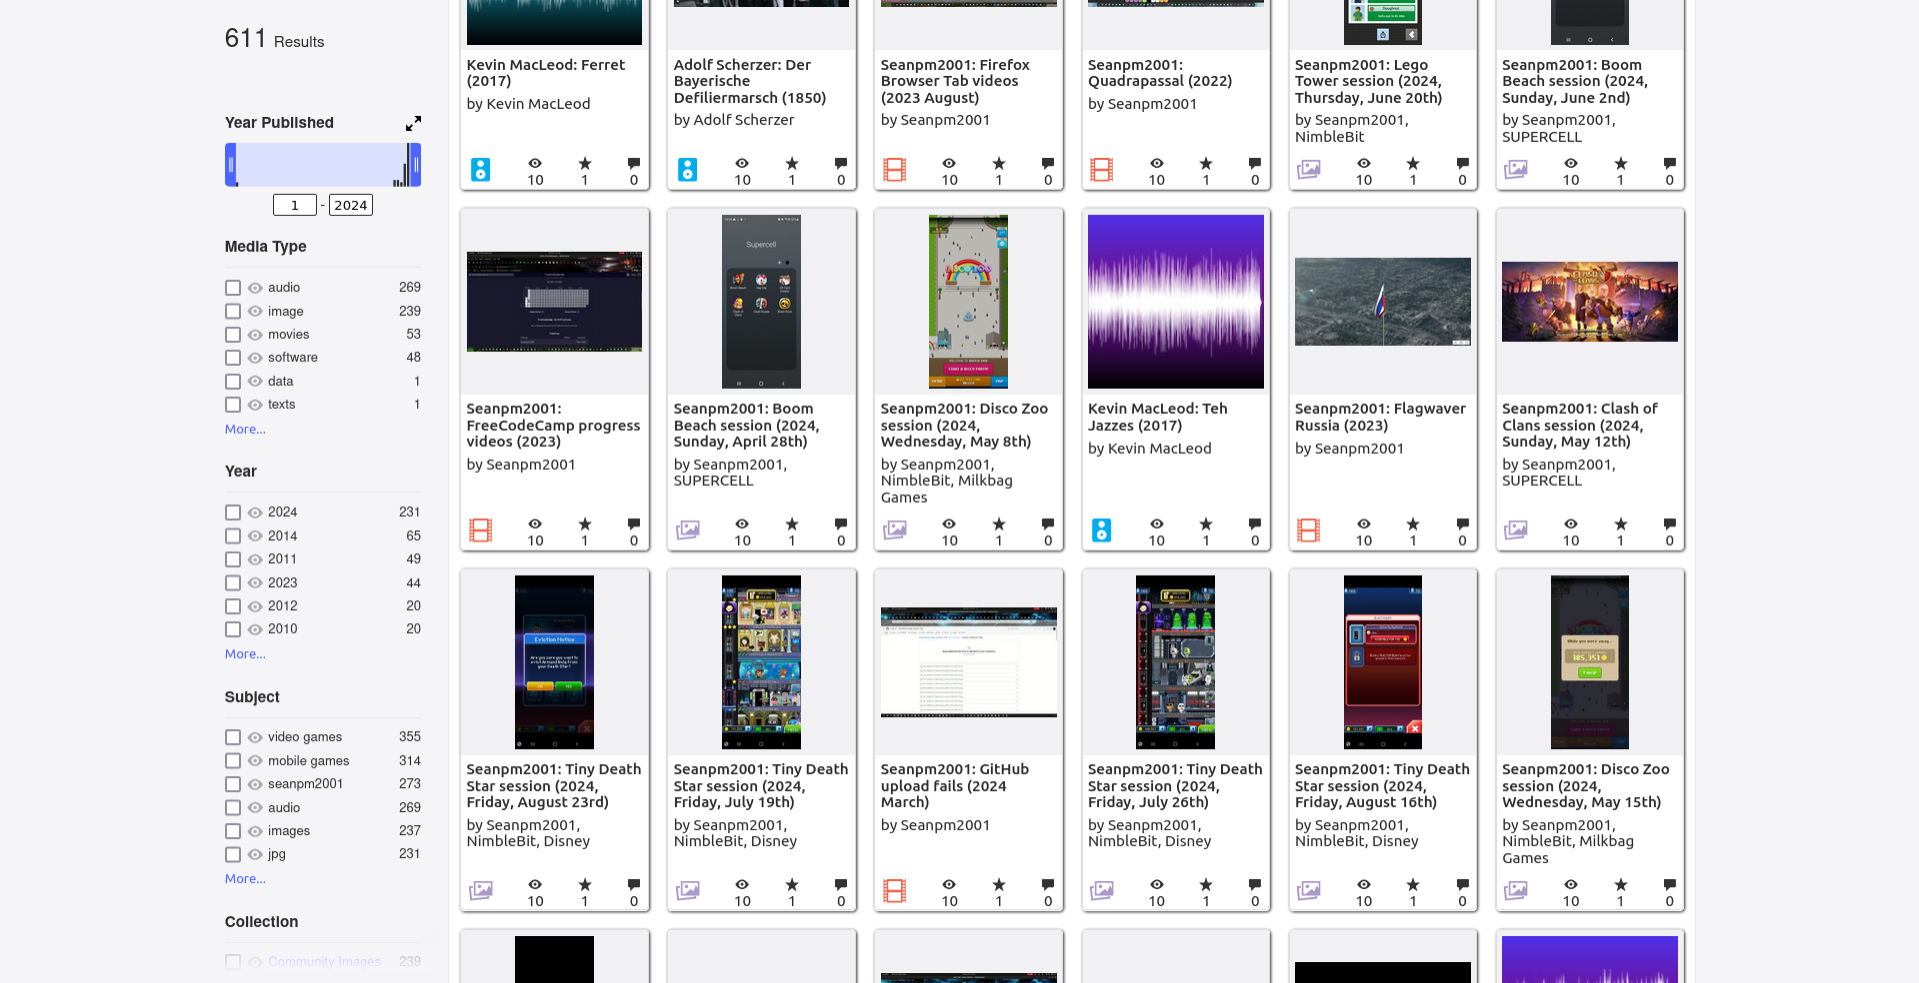 611 Results
Year Published
1 - 2024
Media Type
audio 269
image 239
movies 53
software 48
data 1
texts 1
More...
Year
2024 231
2014 65
2011 49
2023 44
2012 20
2010 20
More...
Subject
video games 355
mobile games 314
seanpm2001 273
audio 269
images 237
jpg 231
More...
Collection
Community Images 239
Kevin MacLeod: Ferret
(2017)
by Kevin MacLeod
10 1 0
Adolf Scherzer: Der
Bayerische
Defiliermarsch (1850)
by Adolf Scherzer
10 1 0
Seanpm2001: Firefox
Browser Tab videos
(2023 August)
by Seanpm2001
10 1 0
Seanpm2001:
Quadrapassal (2022)
by Seanpm2001
10 1 0
Seanpm2001: Lego
Tower session (2024,
Thursday, June 20th)
by Seanpm2001,
NimbleBit
10 1 0
Seanpm2001: Boom
Beach session (2024,
Sunday, June 2nd)
by Seanpm2001,
SUPERCELL
10 1 0
Seanpm2001:
FreeCodeCamp progress
videos (2023)
by Seanpm2001
10 1 0
Supercell
Seanpm2001: Boom
Beach session (2024,
Sunday, April 28th)
by Seanpm2001,
SUPERCELL
10 1 0
Seanpm2001: Disco Zoo
session (2024,
Wednesday, May 8th)
by Seanpm2001,
NimbleBit, Milkbag
Games
10 1 0
Kevin MacLeod: Teh
Jazzes (2017)
by Kevin MacLeod
10 1 0
Seanpm2001: Flagwaver
Russia (2023)
by Seanpm2001
10 1 0
Seanpm2001: Clash of
Clans session (2024,
Sunday, May 12th)
by Seanpm2001,
SUPERCELL
10 1 0
Eviction Notice
Are you sure you want to
your Death Star?
Seanpm2001: Tiny Death
Star session (2024,
Friday, August 23rd)
by Seanpm2001,
NimbleBit, Disney
10 1 0
Seanpm2001: Tiny Death
Star session (2024,
Friday, July 19th)
by Seanpm2001,
NimbleBit, Disney
10 1 0
Seanpm2001: GitHub
upload fails (2024
March)
by Seanpm2001
10 1 0
Seanpm2001: Tiny Death
Star session (2024,
Friday, July 26th)
by Seanpm2001,
NimbleBit, Disney
10 1 0
Seanpm2001: Tiny Death
Star session (2024,
Friday, August 16th)
by Seanpm2001,
NimbleBit, Disney
10 1 0
While you were away...
185,351
Seanpm2001: Disco Zoo
session (2024,
Wednesday, May 15th)
by Seanpm2001,
NimbleBit, Milkbag
Games
10 1 0